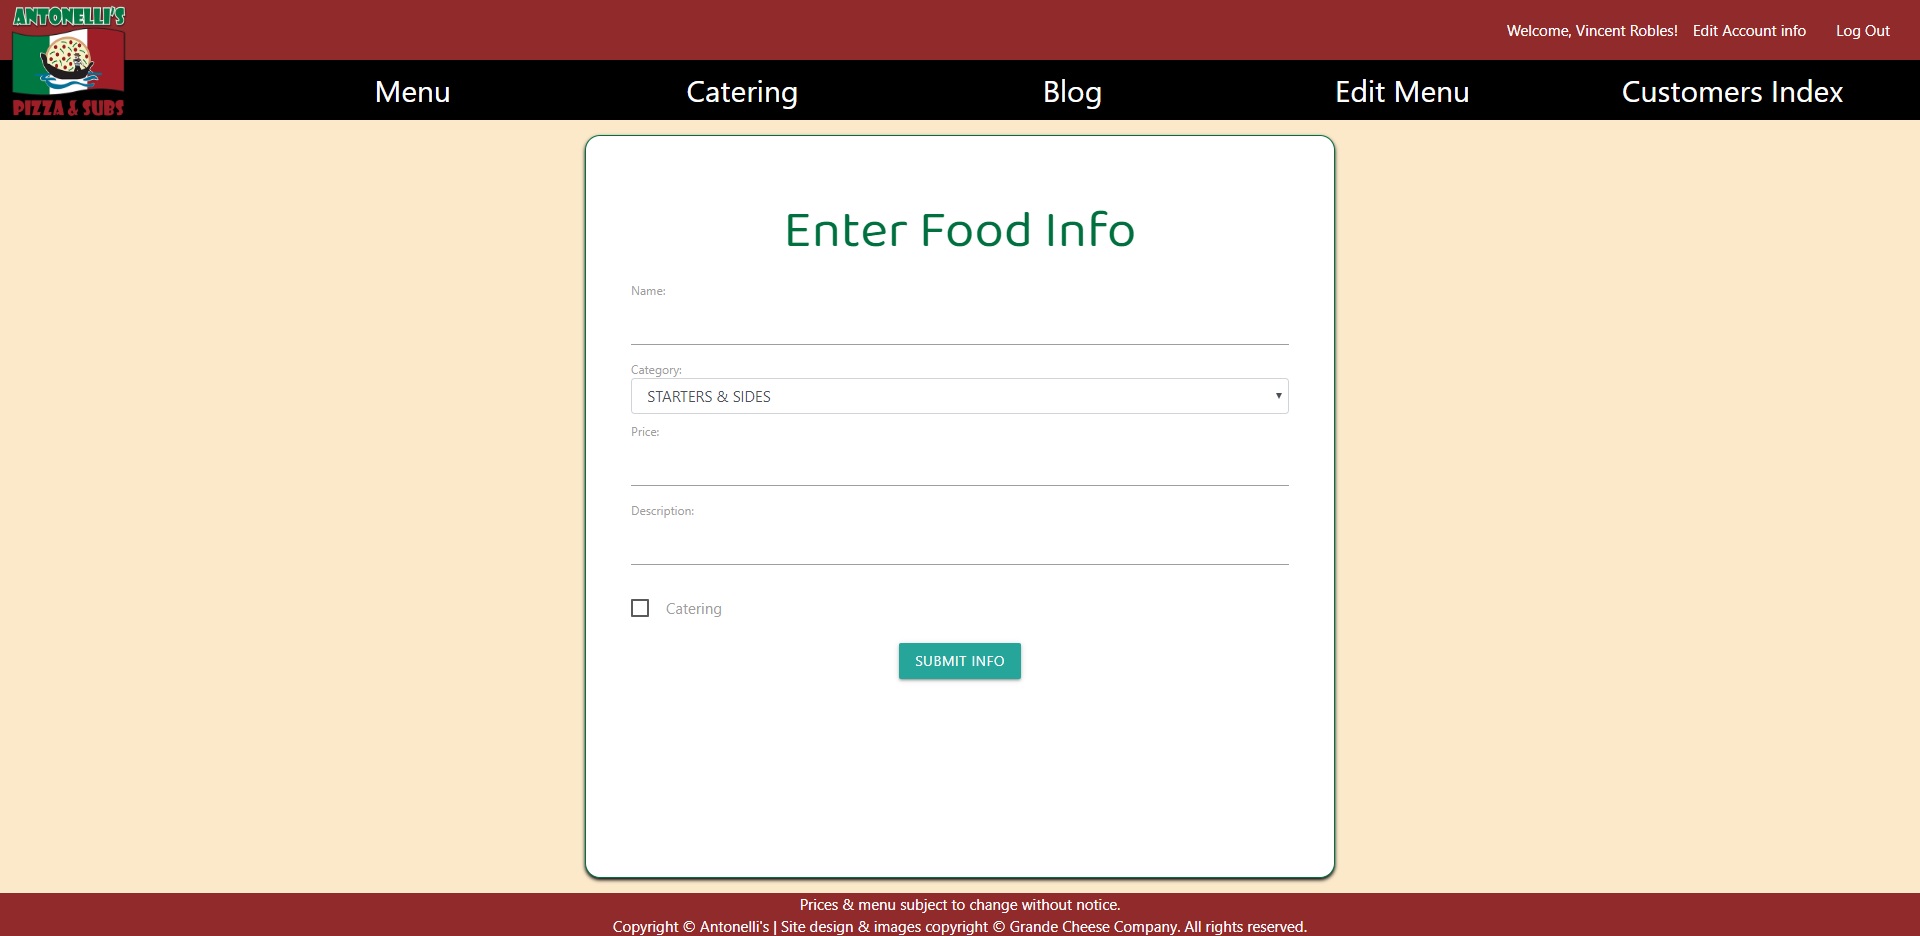 ANTONELLI'S
PIZZA & SUBS
Welcome, Vincent Robles! Edit Account info Log Out
Menu Catering Blog Edit Menu Customers Index
Enter Food Info
Name:
Category:
STARTERS & SIDES
Price:
Description:
Catering
SUBMIT INFO
Prices & menu subject to change without notice.
Copyright © Antonelli's | Site design & images copyright © Grande Cheese Company. All rights reserved.